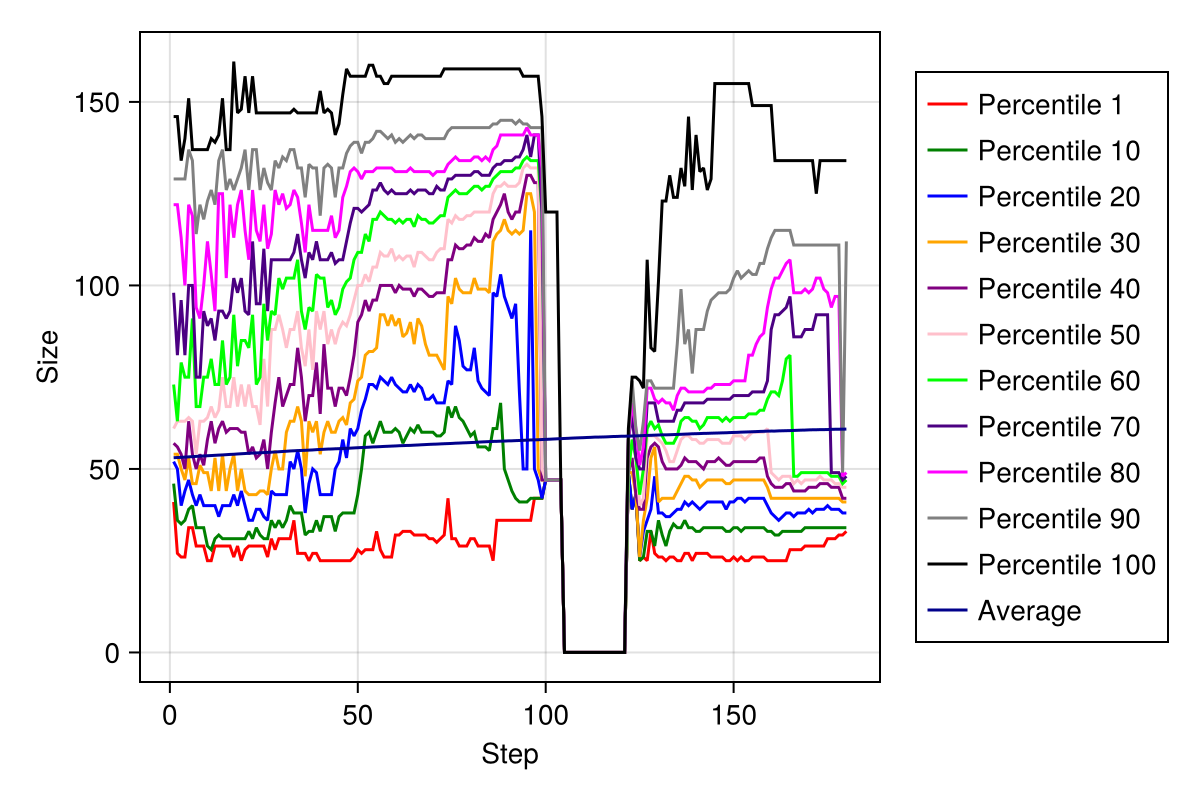 Size
150
100
50
0
0
50
100
150
Step
Percentile 1
Percentile 10
Percentile 20
Percentile 30
Percentile 40
Percentile 50
Percentile 60
Percentile 70
Percentile 80
Percentile 90
Percentile 100
Average